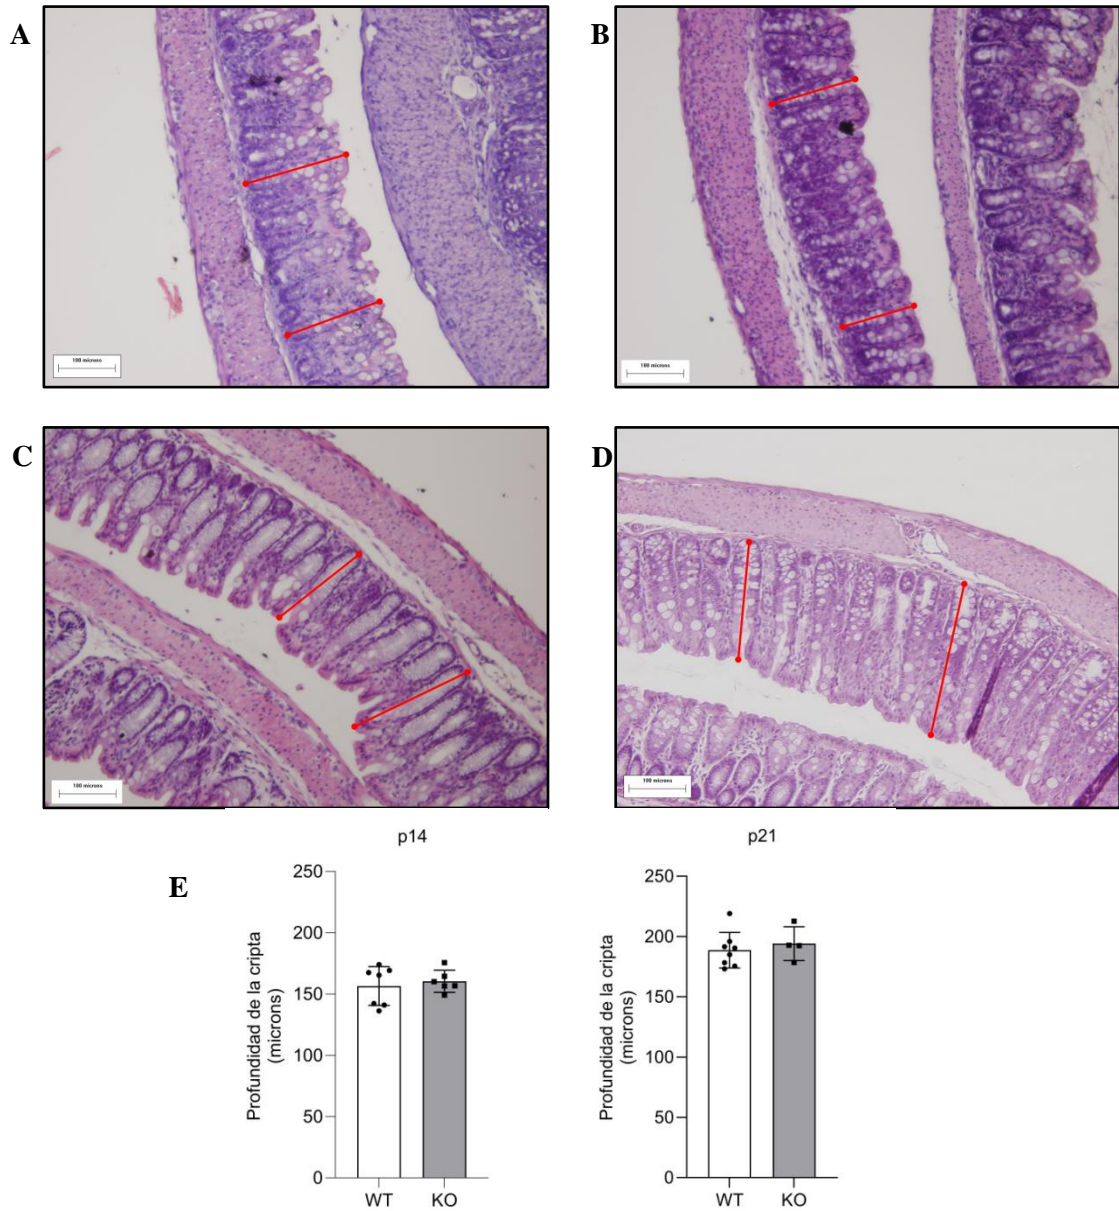 A
B
100 microns
100 microns
C
D
100 microns
100 microns
p14
p21
E
250
200
150
100
50
0
Profundidad de la cripta
(microns)
WT
KO
250
200
150
100
50
0
Profundidad de la cripta
(microns)
WT
KO